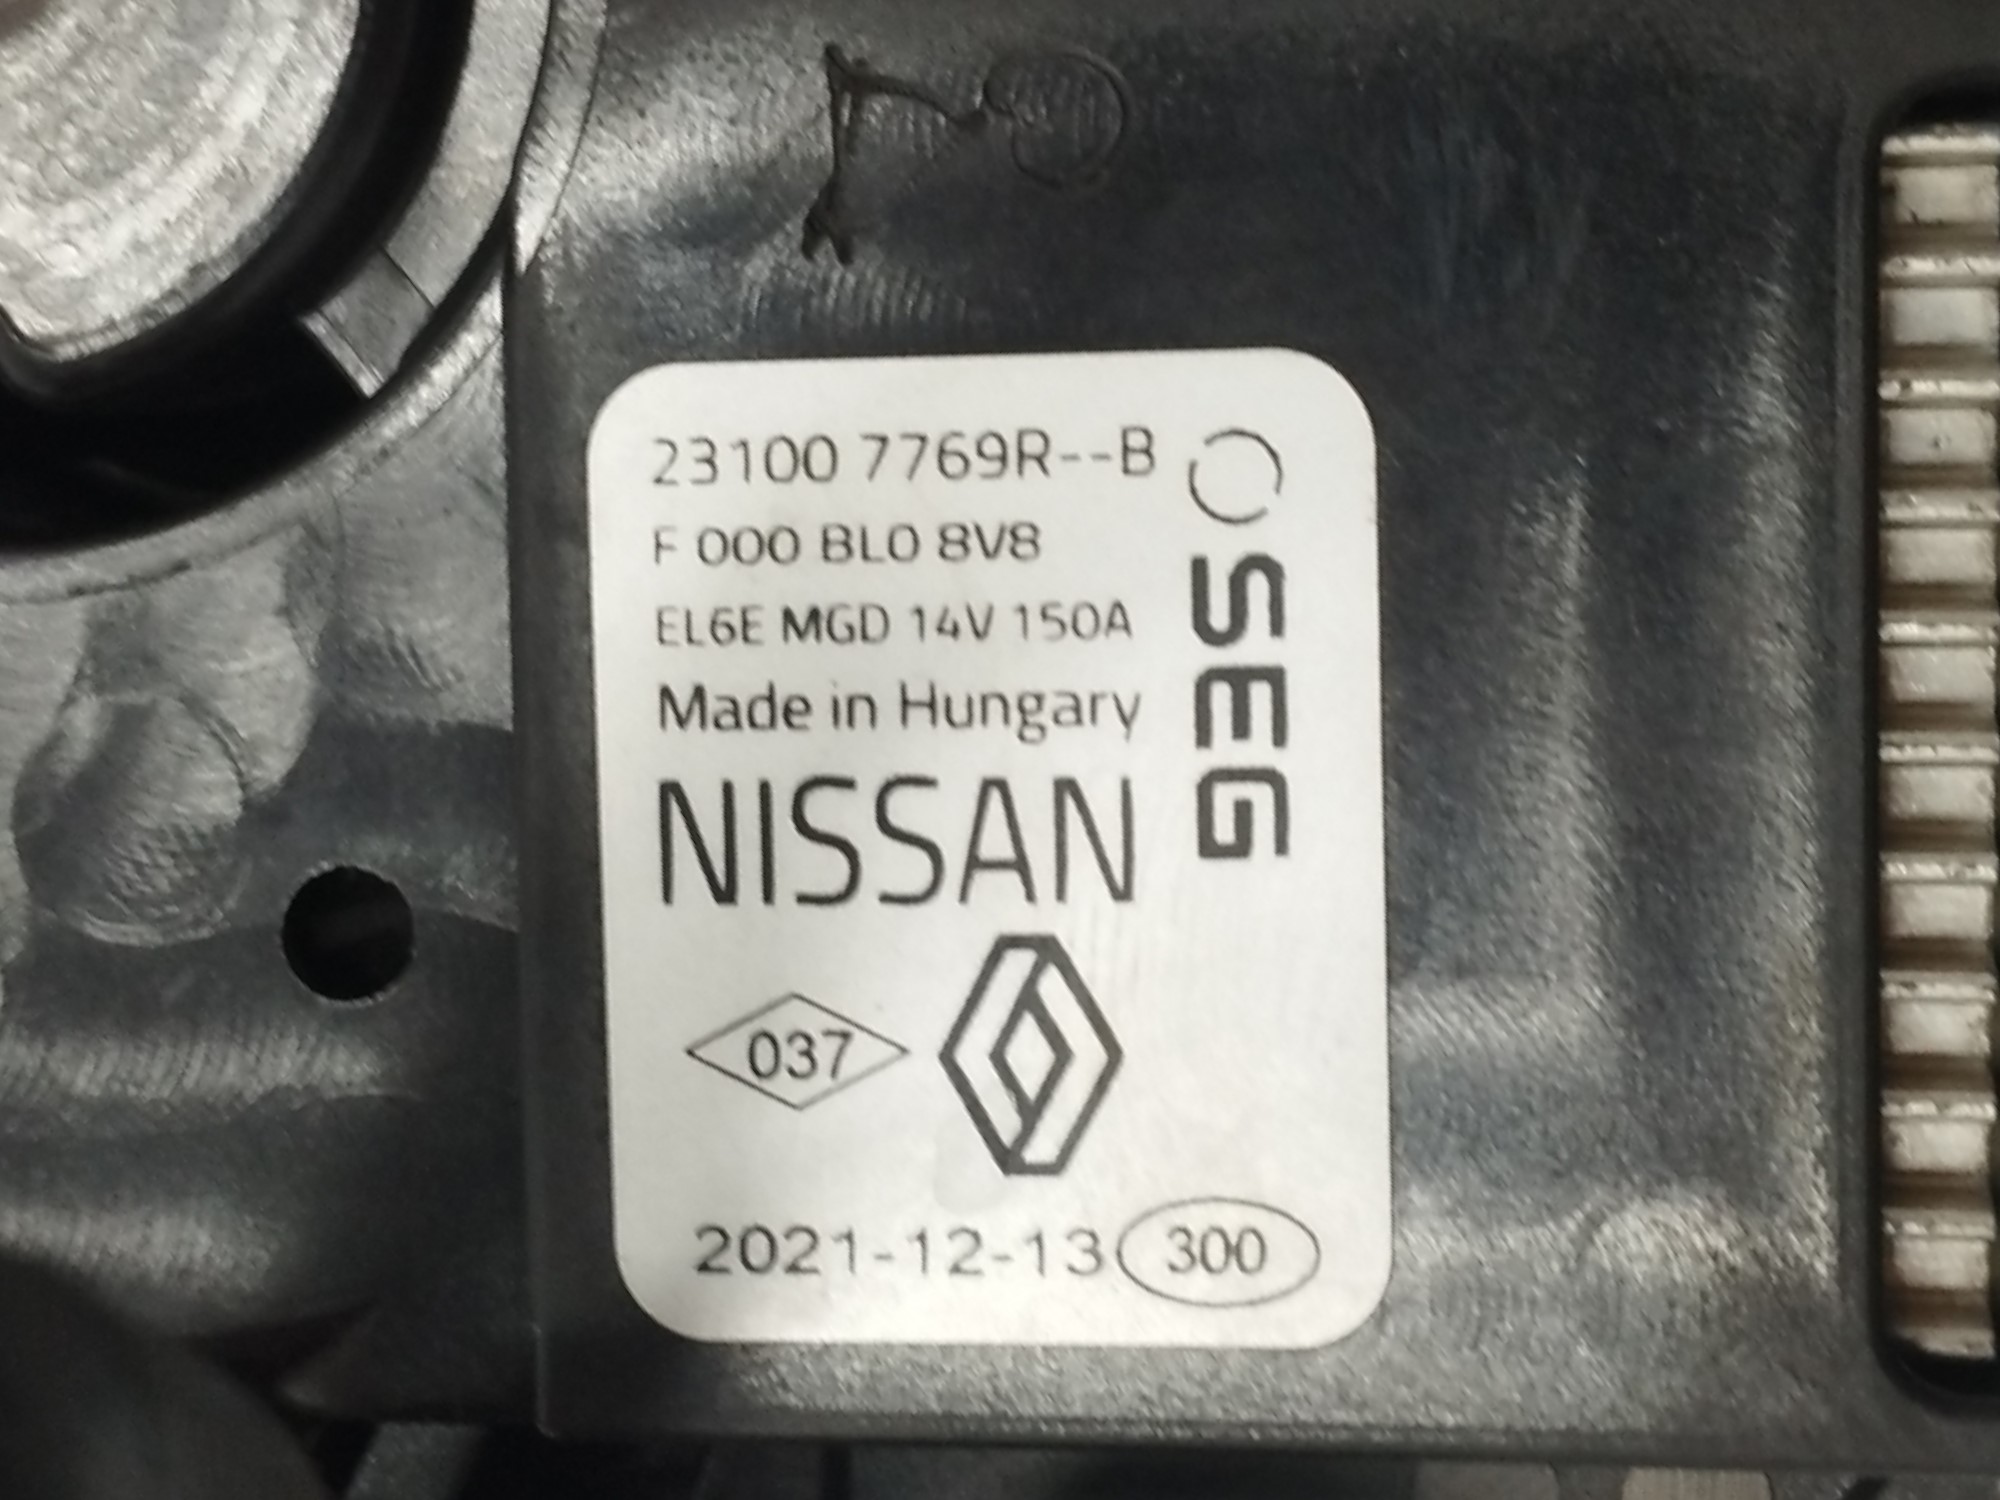 23100 7769R--B
F 000 BL0 8V8
EL6E MGD 14V 150A
Made in Hungary
NISSAN
SEG
037
2021-12-13 300